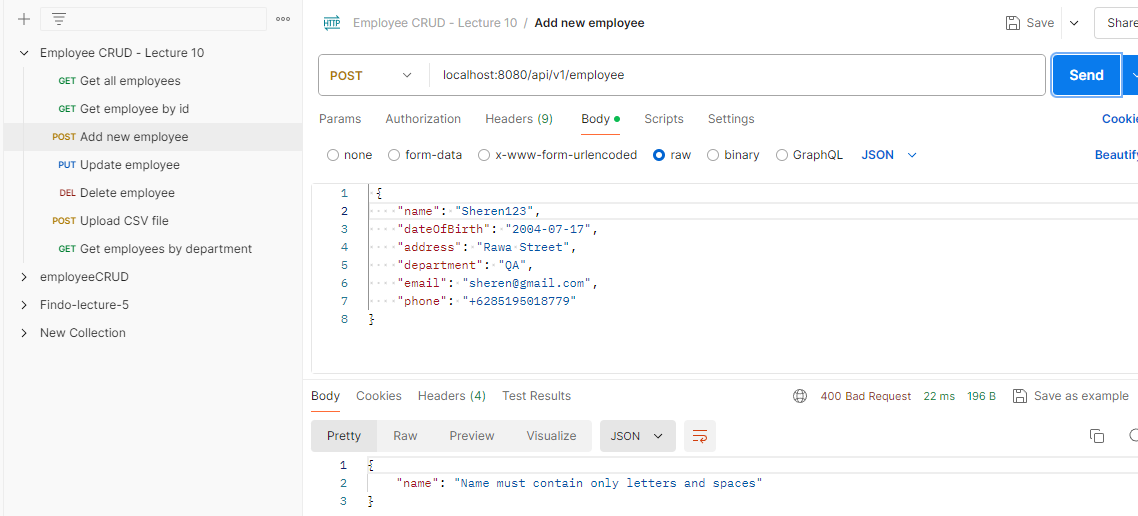 Employee CRUD - Lecture 10
GET Get all employees
GET Get employee by id
POST Add new employee
PUT Update employee
DEL Delete employee
POST Upload CSV file
GET Get employees by department
employeeCRUD
Findo-lecture-5
New Collection
HTTP Employee CRUD - Lecture 10 / Add new employee Save Share
POST localhost:8080/api/v1/employee Send
Params Authorization Headers (9) Body Scripts Settings Cookie
none form-data x-www-form-urlencoded raw binary GraphQL JSON Beautify
1 {
2 "name": "Sheren123",
3 "dateOfBirth": "2004-07-17",
4 "address": "Rawa Street",
5 "department": "QA",
6 "email": "sheren@gmail.com",
7 "phone": "+6285195018779"
8 }
Body Cookies Headers (4) Test Results 400 Bad Request 22 ms 196 B Save as example
Pretty Raw Preview Visualize JSON
1 {
2 "name": "Name must contain only letters and spaces"
3 }